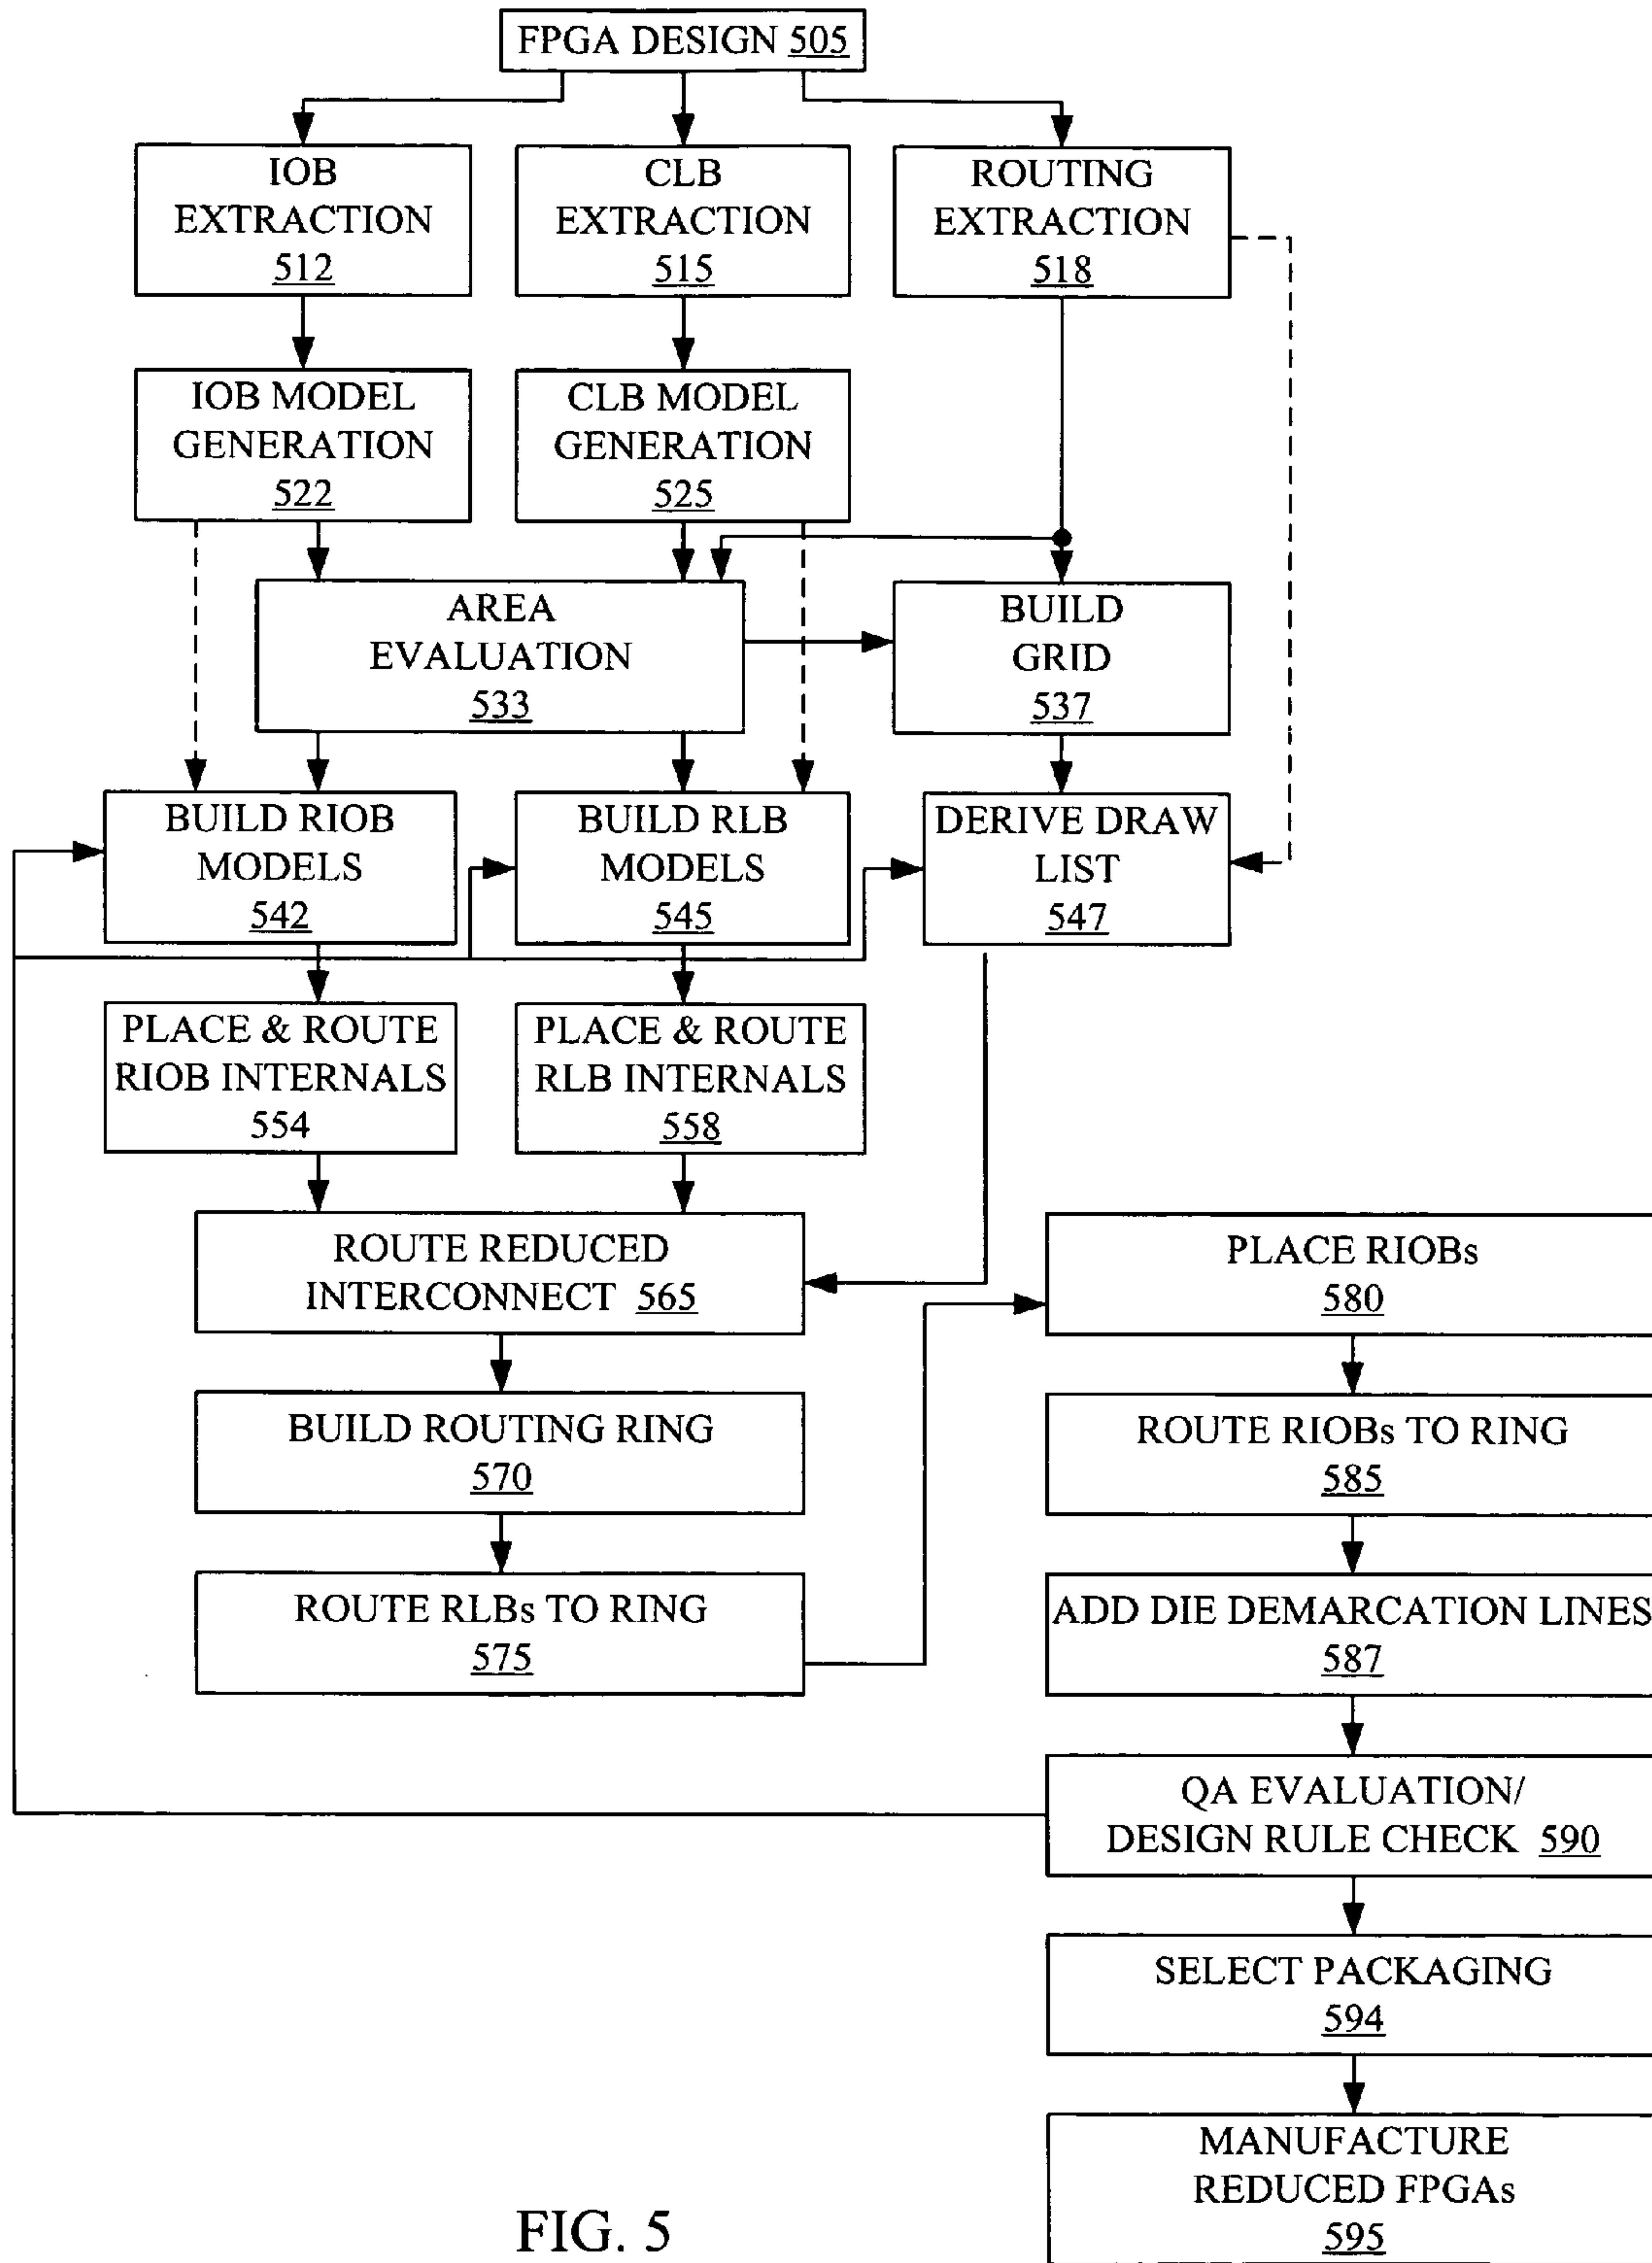 FPGA DESIGN 505
IOB
EXTRACTION
512
CLB
EXTRACTION
515
ROUTING
EXTRACTION
518
IOB MODEL
GENERATION
522
CLB MODEL
GENERATION
525
AREA
EVALUATION
533
BUILD
GRID
537
BUILD RIOB
MODELS
542
BUILD RLB
MODELS
545
DERIVE DRAW
LIST
547
PLACE & ROUTE
RIOB INTERNALS
554
PLACE & ROUTE
RLB INTERNALS
558
ROUTE REDUCED
INTERCONNECT 565
BUILD ROUTING RING
570
ROUTE RLBs TO RING
575
PLACE RIOBs
580
ROUTE RIOBs TO RING
585
ADD DIE DEMARCATION LINES
587
QA EVALUATION/
DESIGN RULE CHECK 590
SELECT PACKAGING
594
MANUFACTURE
REDUCED FPGAs
595
FIG. 5